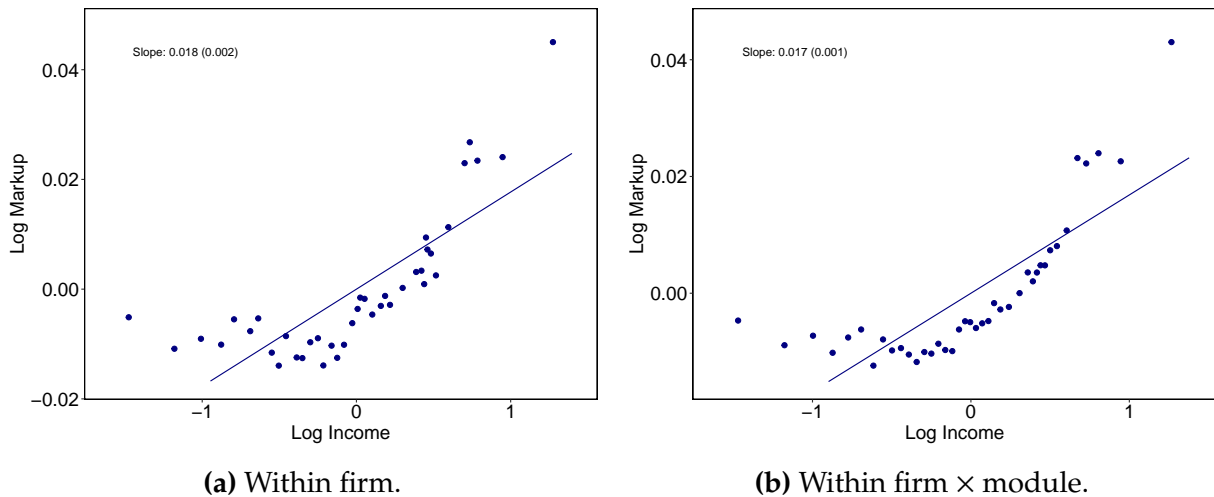 Slope: 0.018 (0.002)
0.04
0.02
0.00
−0.02
Log Markup
−1
0
1
Log Income
(a) Within firm.
Slope: 0.017 (0.001)
0.04
0.02
0.00
Log Markup
−1
0
1
Log Income
(b) Within firm × module.